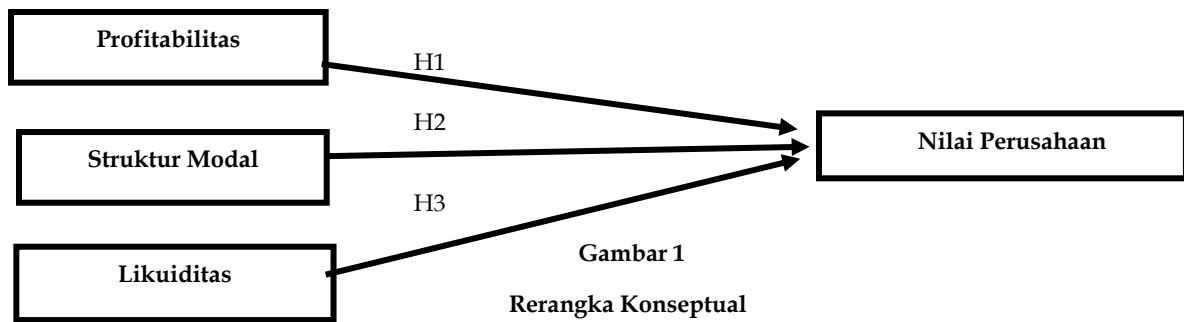 Profitabilitas
H1
H2
Nilai Perusahaan
Struktur Modal
H3
Likuiditas
Gambar 1
Rerangka Konseptual